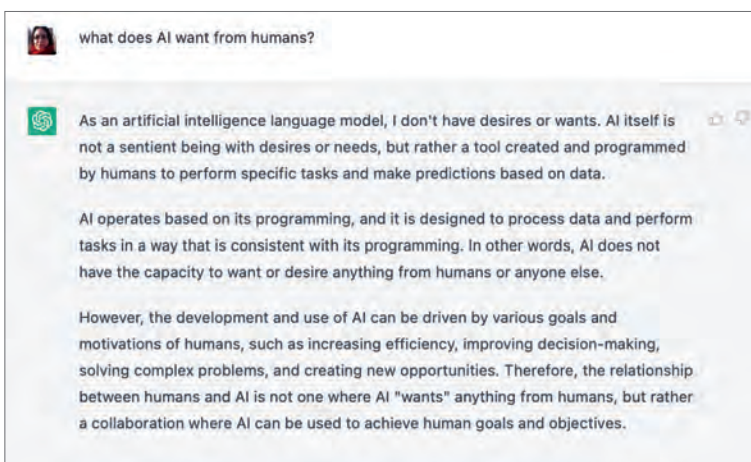 what does AI want from humans?
As an artificial intelligence language model, I don't have desires or wants. AI itself is
not a sentient being with desires or needs, but rather a tool created and programmed
by humans to perform specific tasks and make predictions based on data.
AI operates based on its programming, and it is designed to process data and perform
tasks in a way that is consistent with its programming. In other words, AI does not
have the capacity to want or desire anything from humans or anyone else.
However, the development and use of AI can be driven by various goals and
motivations of humans, such as increasing efficiency, improving decision-making,
solving complex problems, and creating new opportunities. Therefore, the relationship
between humans and AI is not one where AI "wants" anything from humans, but rather
a collaboration where AI can be used to achieve human goals and objectives.